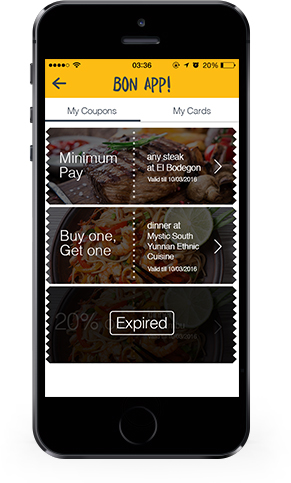 03:36
20%
BON APP!
My Coupons
My Cards
Minimum
Pay
any steak
at El Bodegon
Valid till 10/03/2016
Buy one,
Get one
dinner at
Mystic South
Yunnan Ethnic
Cuisine
Valid till 10/03/2016
20%
Expired